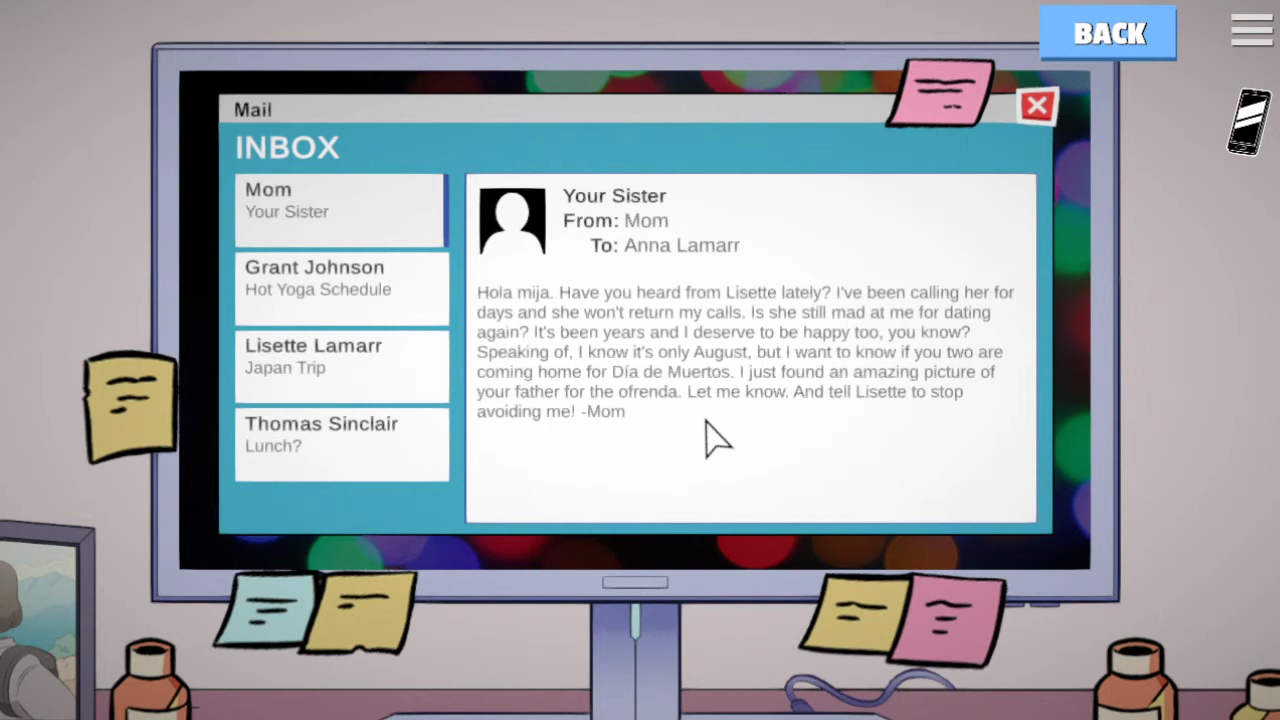 BACK
Mail
INBOX
Mom
Your Sister
Grant Johnson
Hot Yoga Schedule
Lisette Lamarr
Japan Trip
Thomas Sinclair
Lunch?
Your Sister
From: Mom
To: Anna Lamarr
Hola mija. Have you heard from Lisette lately? I've been calling her for
days and she won't return my calls. Is she still mad at me for dating
again? It's been years and I deserve to be happy too, you know?
Speaking of, I know it's only August, but I want to know if you two are
coming home for Día de Muertos. I just found an amazing picture of
your father for the ofrenda. Let me know. And tell Lisette to stop
avoiding me! -Mom